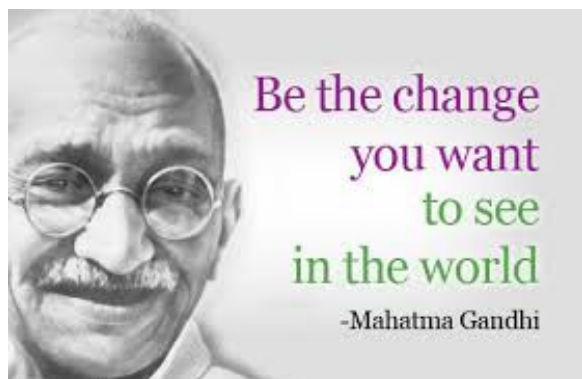 Be the change
you want
to see
in the world
-Mahatma Gandhi